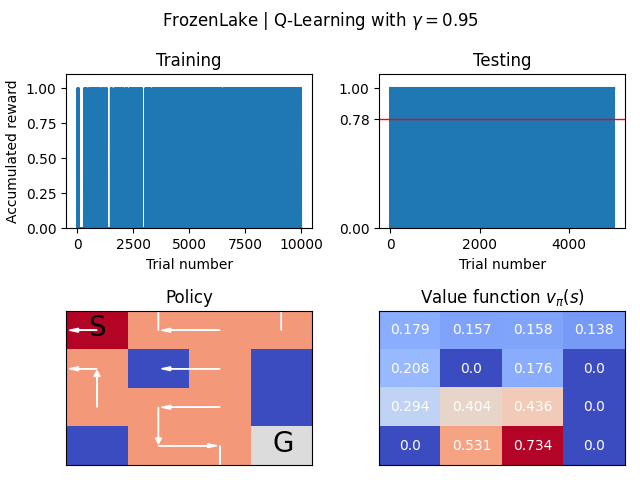 FrozenLake | Q-Learning with γ = 0.95
Training
Testing
Accumulated reward
1.00
0.75
0.50
0.25
0.00
0
2500
5000
7500
10000
Trial number
1.00
0.78
0.00
0
2000
4000
Trial number
Policy
S
G
Value function vπ(s)
0.179 0.157 0.158 0.138
0.208 0.0 0.176 0.0
0.294 0.404 0.436 0.0
0.0 0.531 0.734 0.0